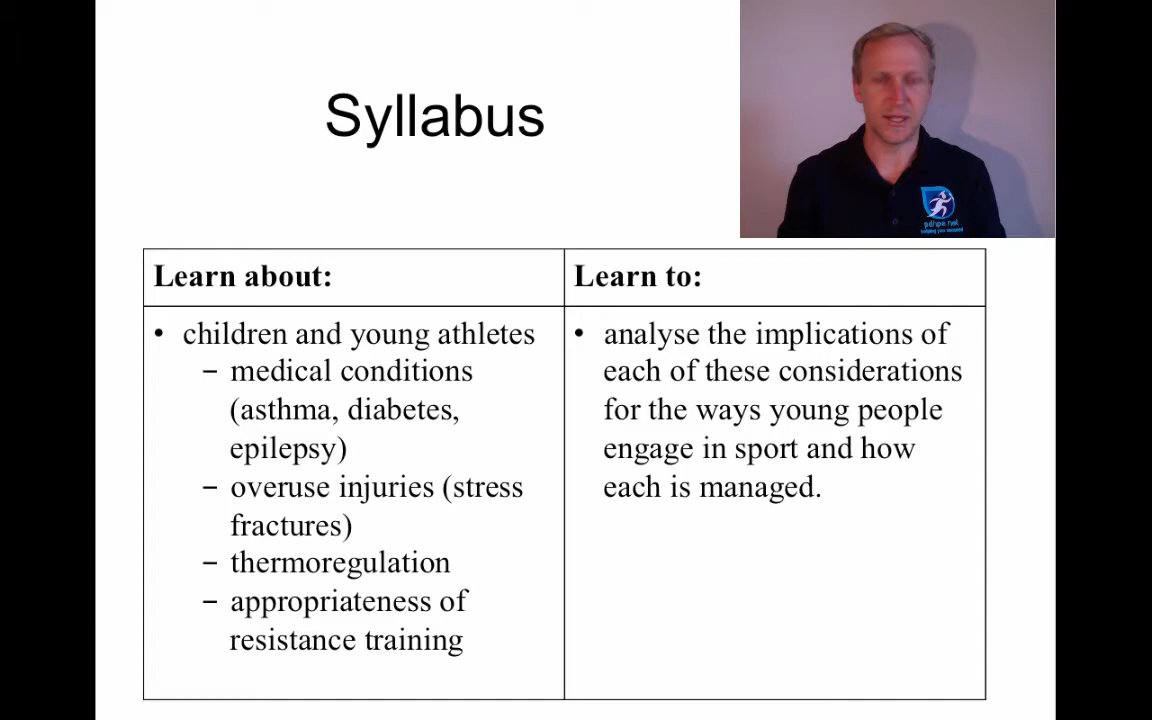 Syllabus
pdhpe.net
Learn about:
Learn to:
• children and young athletes
– medical conditions
(asthma, diabetes,
epilepsy)
– overuse injuries (stress
fractures)
– thermoregulation
– appropriateness of
resistance training
• analyse the implications of
each of these considerations
for the ways young people
engage in sport and how
each is managed.